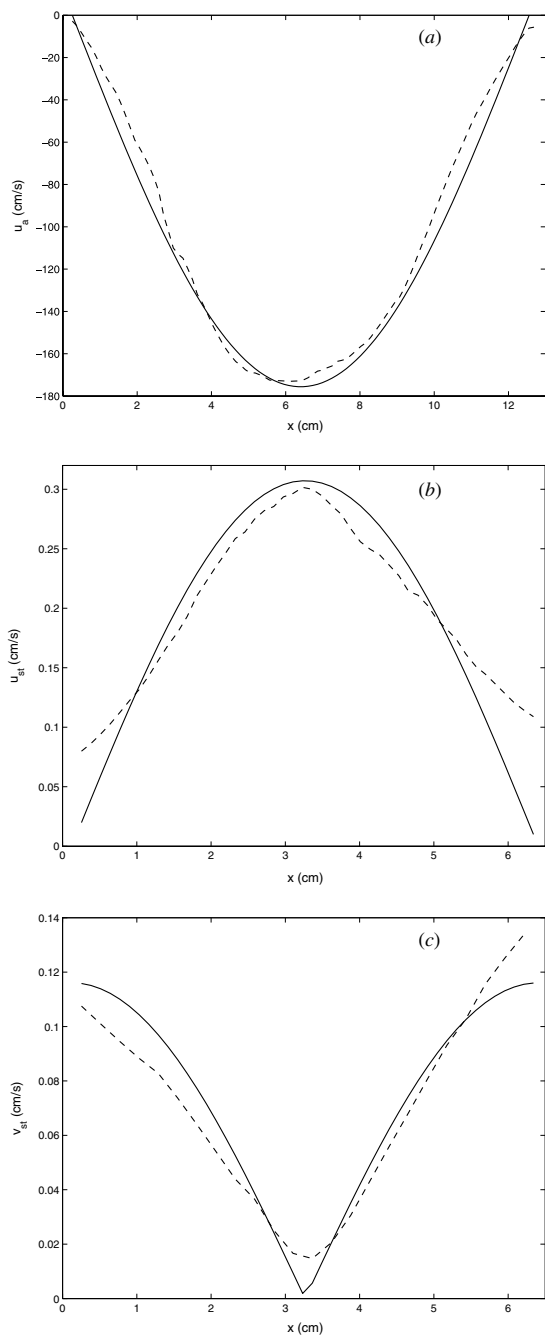 0
(a)
−20
−40
−60
−80
−100
−120
−140
−160
−180
u_a (cm/s)
0 2 4 6 8 10 12
x (cm)
(b)
0.3
0.25
0.2
0.15
0.1
0.05
0
u_st (cm/s)
0 1 2 3 4 5 6
x (cm)
0.14
(c)
0.12
0.1
0.08
0.06
0.04
0.02
0
v_st (cm/s)
0 1 2 3 4 5 6
x (cm)